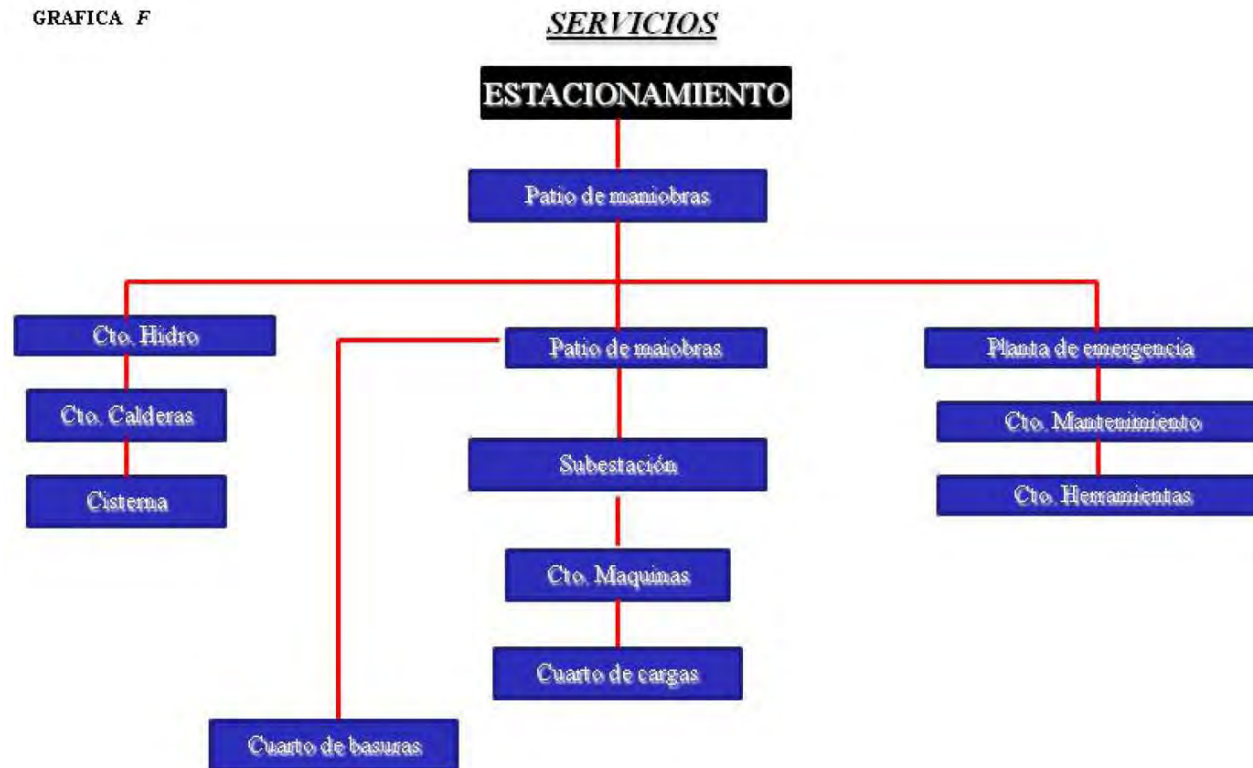 GRAFICA F
SERVICIOS
ESTACIONAMIENTO
Patio de maniobras
Cto. Hidro
Patio de maiobras
Planta de emergencia
Cto. Calderas
Cto. Mantenimiento
Subestación
Cisterna
Cto. Herramientas
Cto. Maquinas
Cuarto de cargas
Cuarto de basuras